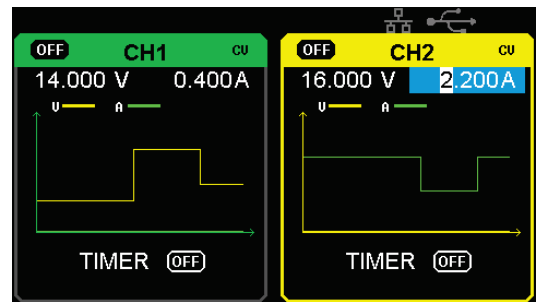 OFF CH1 CV
14.000 V 0.400A
V A
TIMER OFF
OFF CH2 CV
16.000 V 2.200A
V A
TIMER OFF